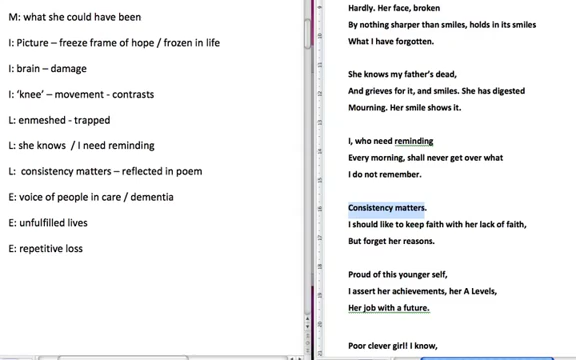 M: what she could have been
I: Picture – freeze frame of hope / frozen in life
I: brain – damage
I: ‘knee’ – movement - contrasts
L: enmeshed - trapped
L: she knows / I need reminding
L: consistency matters – reflected in poem
E: voice of people in care / dementia
E: unfulfilled lives
E: repetitive loss
Hardly. Her face, broken
By nothing sharper than smiles, holds in its smiles
What I have forgotten.
She knows my father’s dead,
And grieves for it, and smiles. She has digested
Mourning. Her smile shows it.
I, who need reminding
Every morning, shall never get over what
I do not remember.
Consistency matters.
I should like to keep faith with her lack of faith,
But forget her reasons.
Proud of this younger self,
I assert her achievements, her A Levels,
Her job with a future.
Poor clever girl! I know,